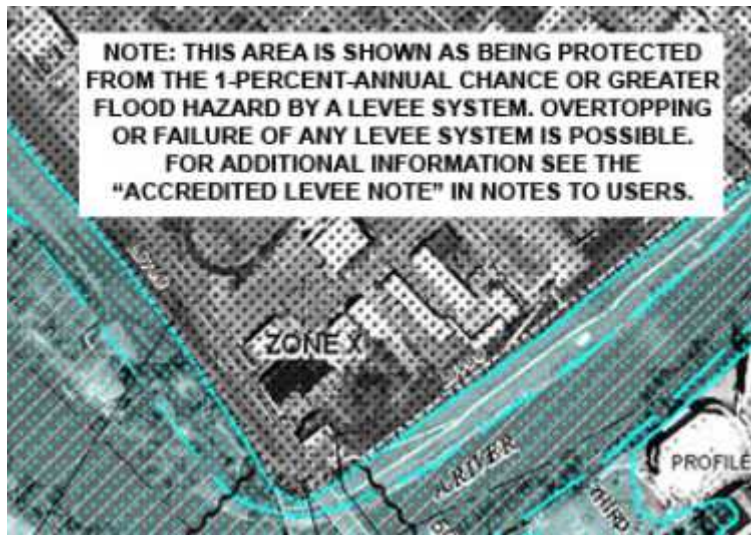 NOTE: THIS AREA IS SHOWN AS BEING PROTECTED
FROM THE 1-PERCENT-ANNUAL CHANCE OR GREATER
FLOOD HAZARD BY A LEVEE SYSTEM. OVERTOPPING
OR FAILURE OF ANY LEVEE SYSTEM IS POSSIBLE.
FOR ADDITIONAL INFORMATION SEE THE
“ACCREDITED LEVEE NOTE” IN NOTES TO USERS.
ZONE X
RIVER
PROFILE
THIRD